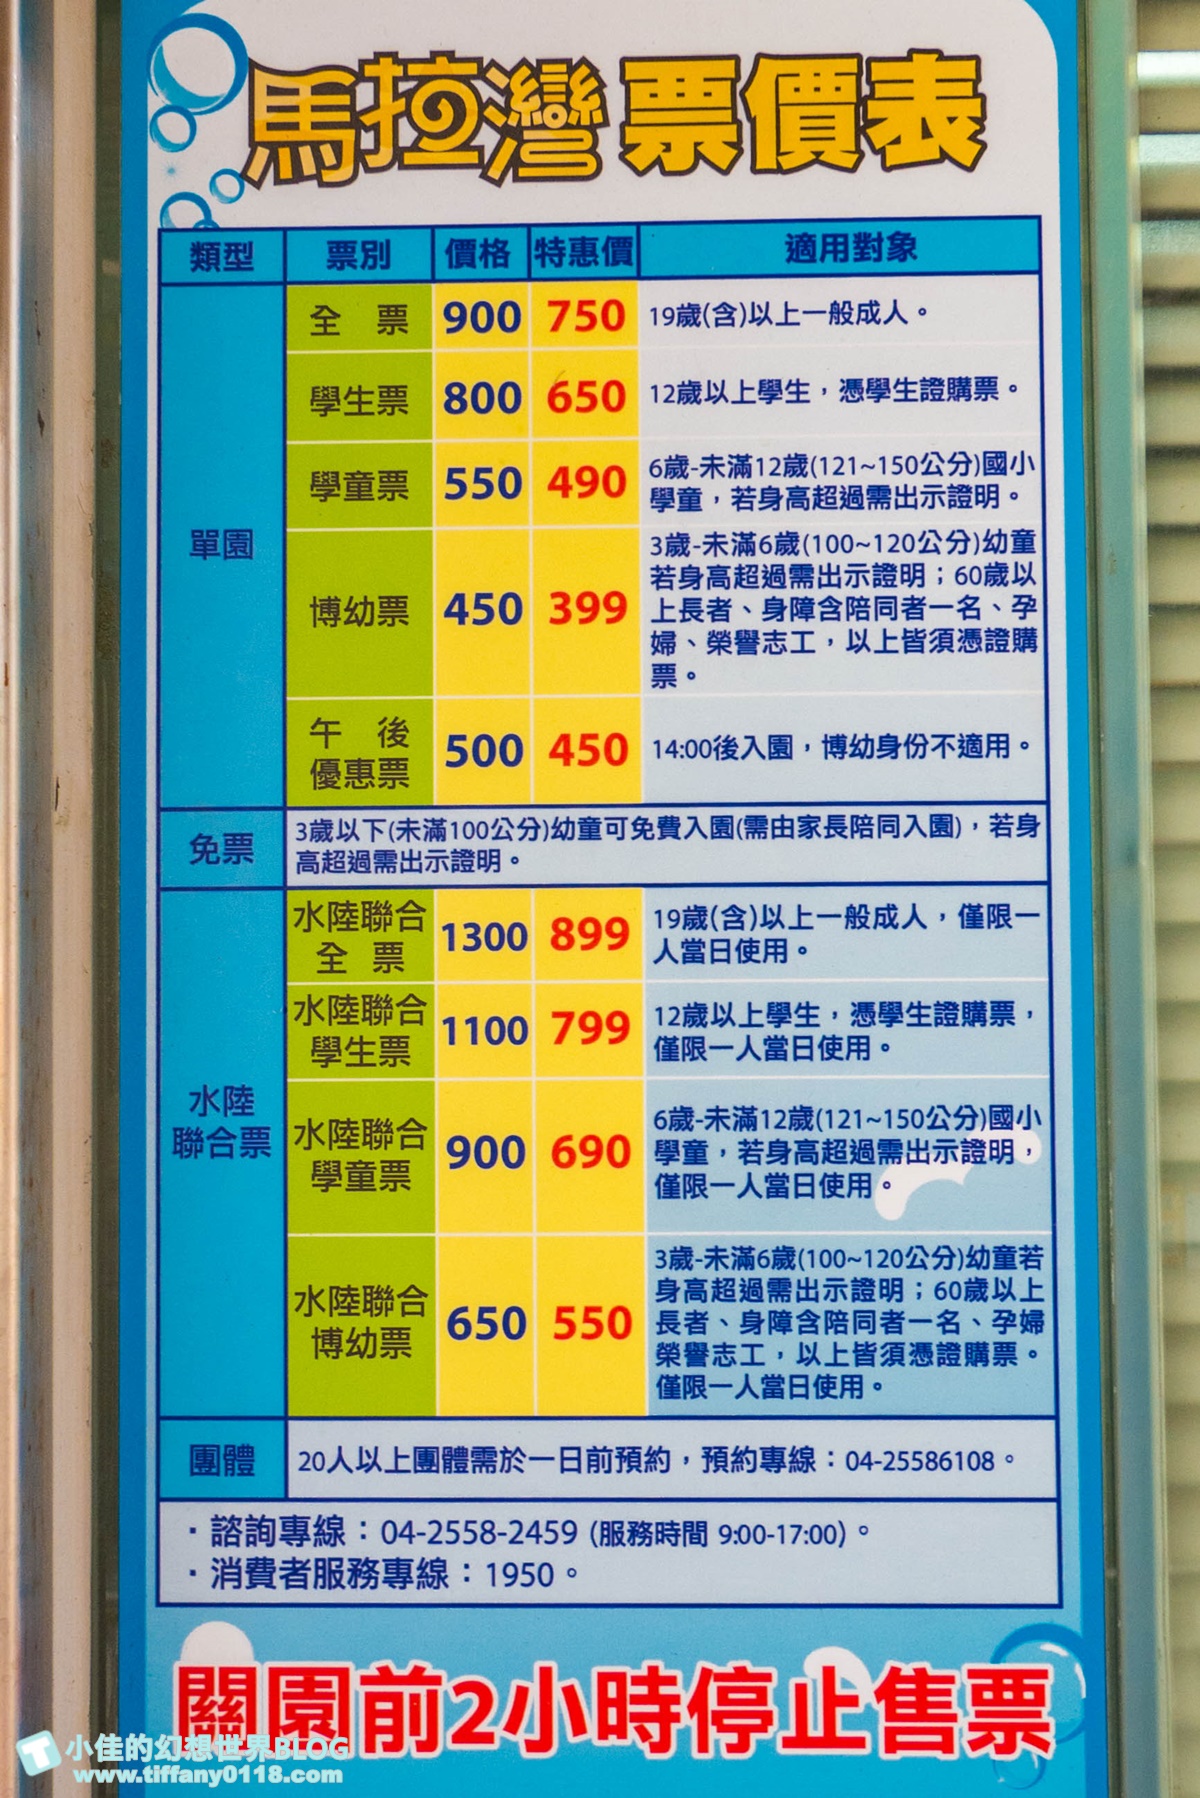 馬拉灣 票價表
類型 票別 價格 特惠價 適用對象
單園
全 票 900 750 19歲(含)以上一般成人。
學生票 800 650 12歲以上學生，憑學生證購票。
學童票 550 490 6歲-未滿12歲(121~150公分)國小
學童，若身高超過需出示證明。
博幼票 450 399 3歲-未滿6歲(100~120公分)幼童
若身高超過需出示證明；60歲以
上長者、身障含陪同者一名、孕
婦、榮譽志工，以上皆須憑證購
票。
午 後
優惠票 500 450 14:00後入園，博幼身份不適用。
免票 3歲以下(未滿100公分)幼童可免費入園(需由家長陪同入園)，若身
高超過需出示證明。
水陸
聯合票
水陸聯合
全 票 1300 899 19歲(含)以上一般成人，僅限一
人當日使用。
水陸聯合
學生票 1100 799 12歲以上學生，憑學生證購票，
僅限一人當日使用。
水陸聯合
學童票 900 690 6歲-未滿12歲(121~150公分)國小
學童，若身高超過需出示證明，
僅限一人當日使用。
水陸聯合
博幼票 650 550 3歲-未滿6歲(100~120公分)幼童若
身高超過需出示證明；60歲以上
長者、身障含陪同者一名、孕婦
榮譽志工，以上皆須憑證購票。
僅限一人當日使用。
團體 20人以上團體需於一日前預約，預約專線：04-25586108。
·諮詢專線：04-2558-2459 (服務時間 9:00-17:00)。
·消費者服務專線：1950。
關園前2小時停止售票
小佳的幻想世界BLOG
www.tiffany0118.com